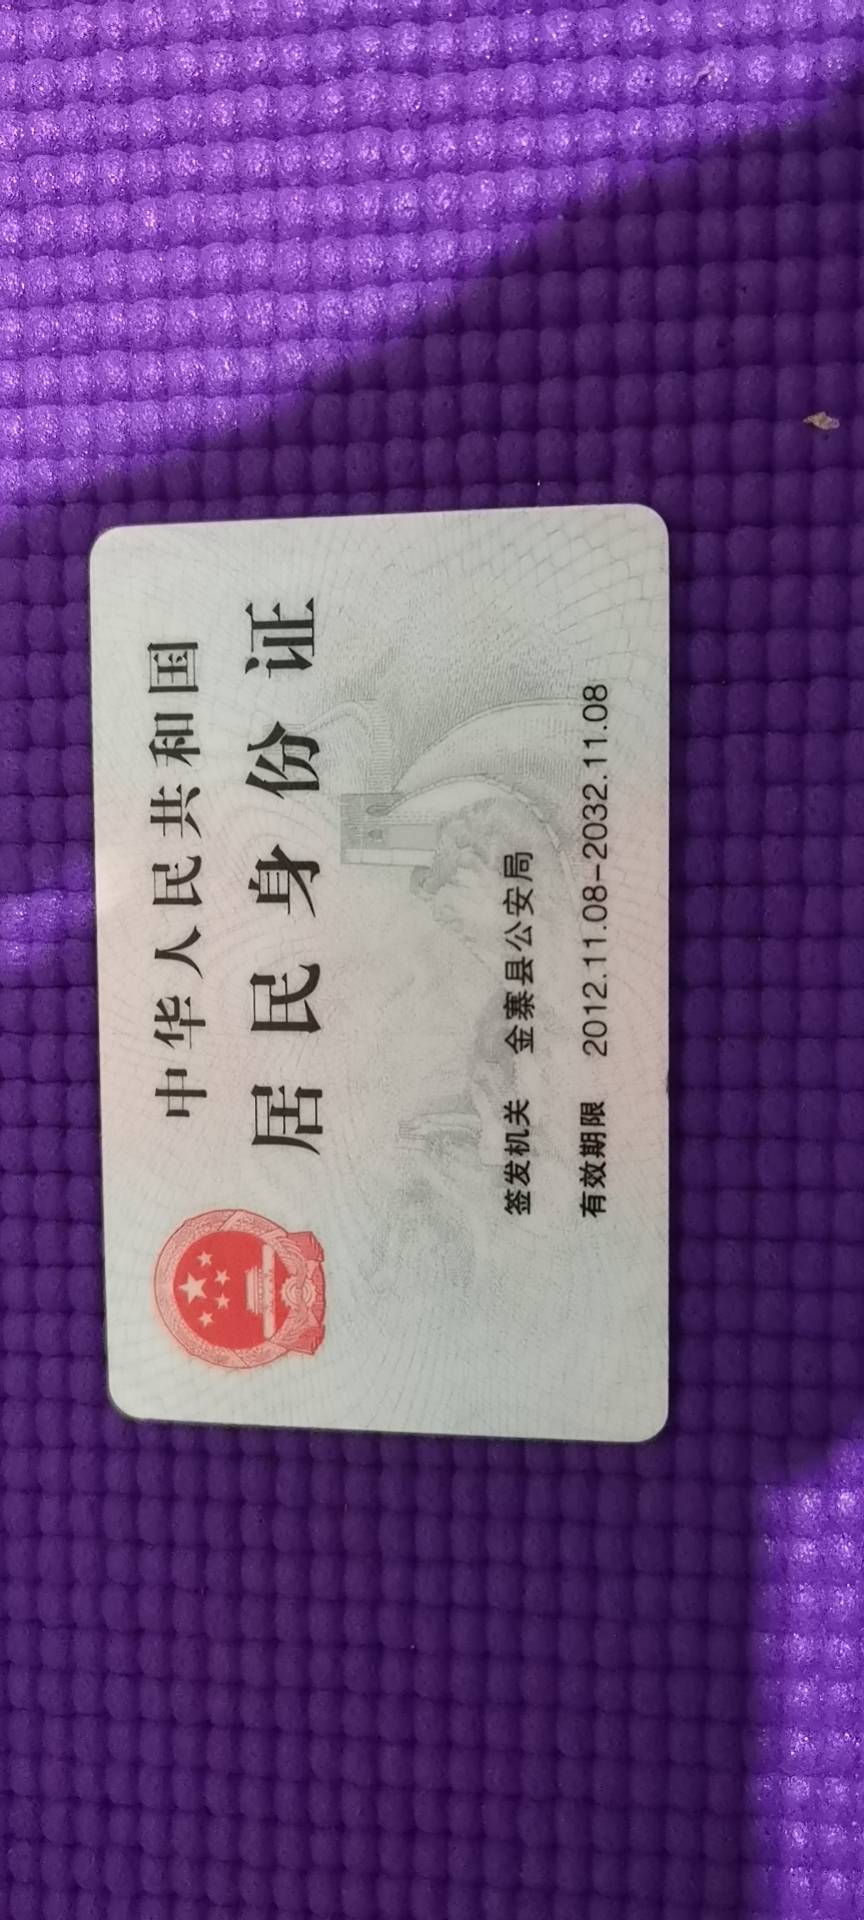 中华人民共和国
居民身份证
签发机关 金寨县公安局
有效期限 2012.11.08-2032.11.08